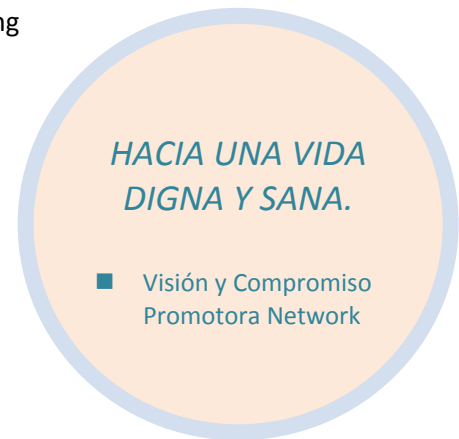 ng
HACIA UNA VIDA
DIGNA Y SANA.
■ Visión y Compromiso
Promotora Network